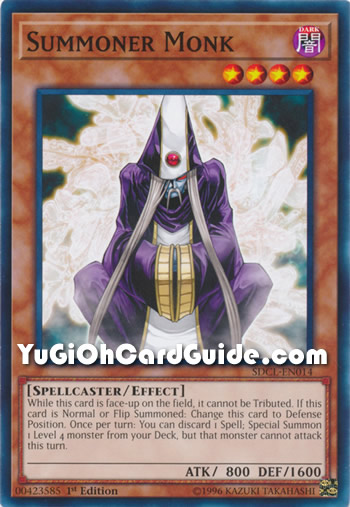 SUMMONER MONK
DARK
闇
YuGiOhCardGuide.com
SDCL-EN014
[SPELLCASTER/EFFECT]
While this card is face-up on the field, it cannot be Tributed. If this
card is Normal or Flip Summoned: Change this card to Defense
Position. Once per turn: You can discard 1 Spell; Special Summon
1 Level 4 monster from your Deck, but that monster cannot attack
this turn.
ATK/ 800 DEF/1600
00423585 1st Edition ©1996 KAZUKI TAKAHASHI